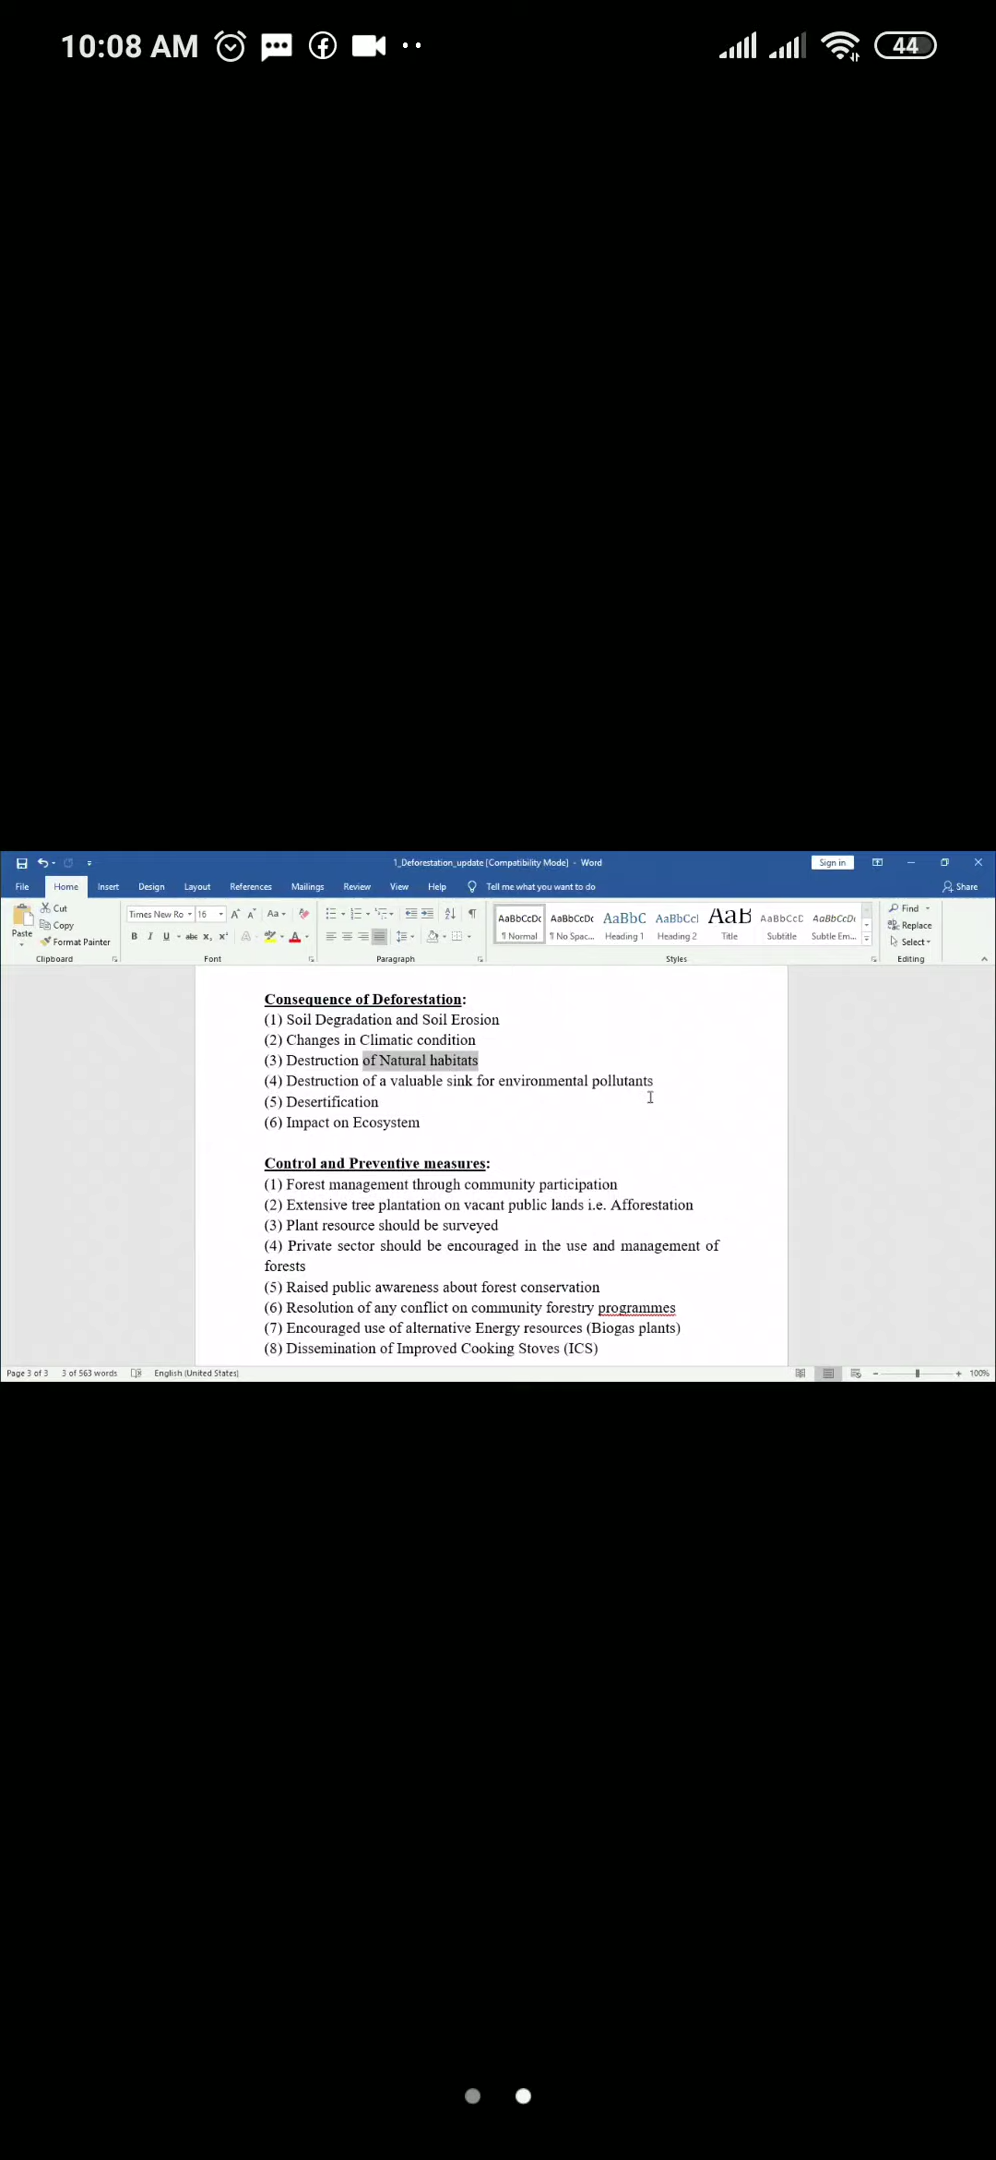 10:08 AM
44
1_Deforestation_update [Compatibility Mode] - Word
Sign in
File Home Insert Design Layout References Mailings Review View Help Tell me what you want to do Share
Paste
Cut
Copy
Format Painter
Clipboard
Times New Ro 16
Aa
B I U abc x, x²
A
Font
Paragraph
AaBbCcDc AaBbCcDc AaBbC AaBbCcl AaB AaBbCcC AaBbCcDc
¶ Normal ¶ No Spac... Heading 1 Heading 2 Title Subtitle Subtle Em...
Styles
Find
Replace
Select
Editing
Consequence of Deforestation:
(1) Soil Degradation and Soil Erosion
(2) Changes in Climatic condition
(3) Destruction of Natural habitats
(4) Destruction of a valuable sink for environmental pollutants
(5) Desertification
(6) Impact on Ecosystem
Control and Preventive measures:
(1) Forest management through community participation
(2) Extensive tree plantation on vacant public lands i.e. Afforestation
(3) Plant resource should be surveyed
(4) Private sector should be encouraged in the use and management of
forests
(5) Raised public awareness about forest conservation
(6) Resolution of any conflict on community forestry programmes
(7) Encouraged use of alternative Energy resources (Biogas plants)
(8) Dissemination of Improved Cooking Stoves (ICS)
Page 3 of 3 3 of 563 words English (United States) 100%